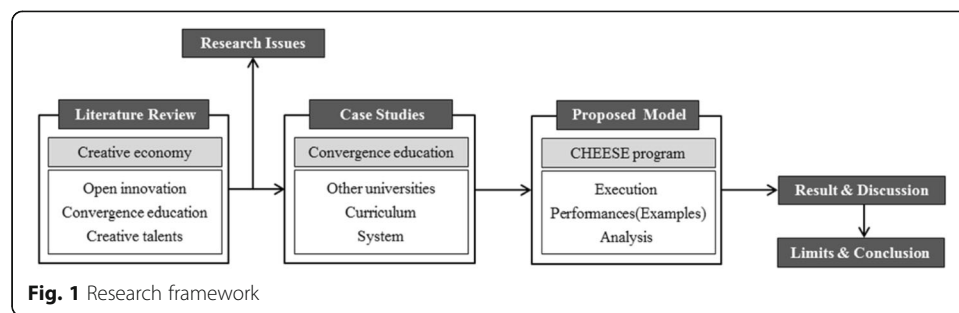 Research Issues
Literature Review
Creative economy
Open innovation
Convergence education
Creative talents
Case Studies
Convergence education
Other universities
Curriculum
System
Proposed Model
CHEESE program
Execution
Performances(Examples)
Analysis
Result & Discussion
Limits & Conclusion
Fig. 1 Research framework